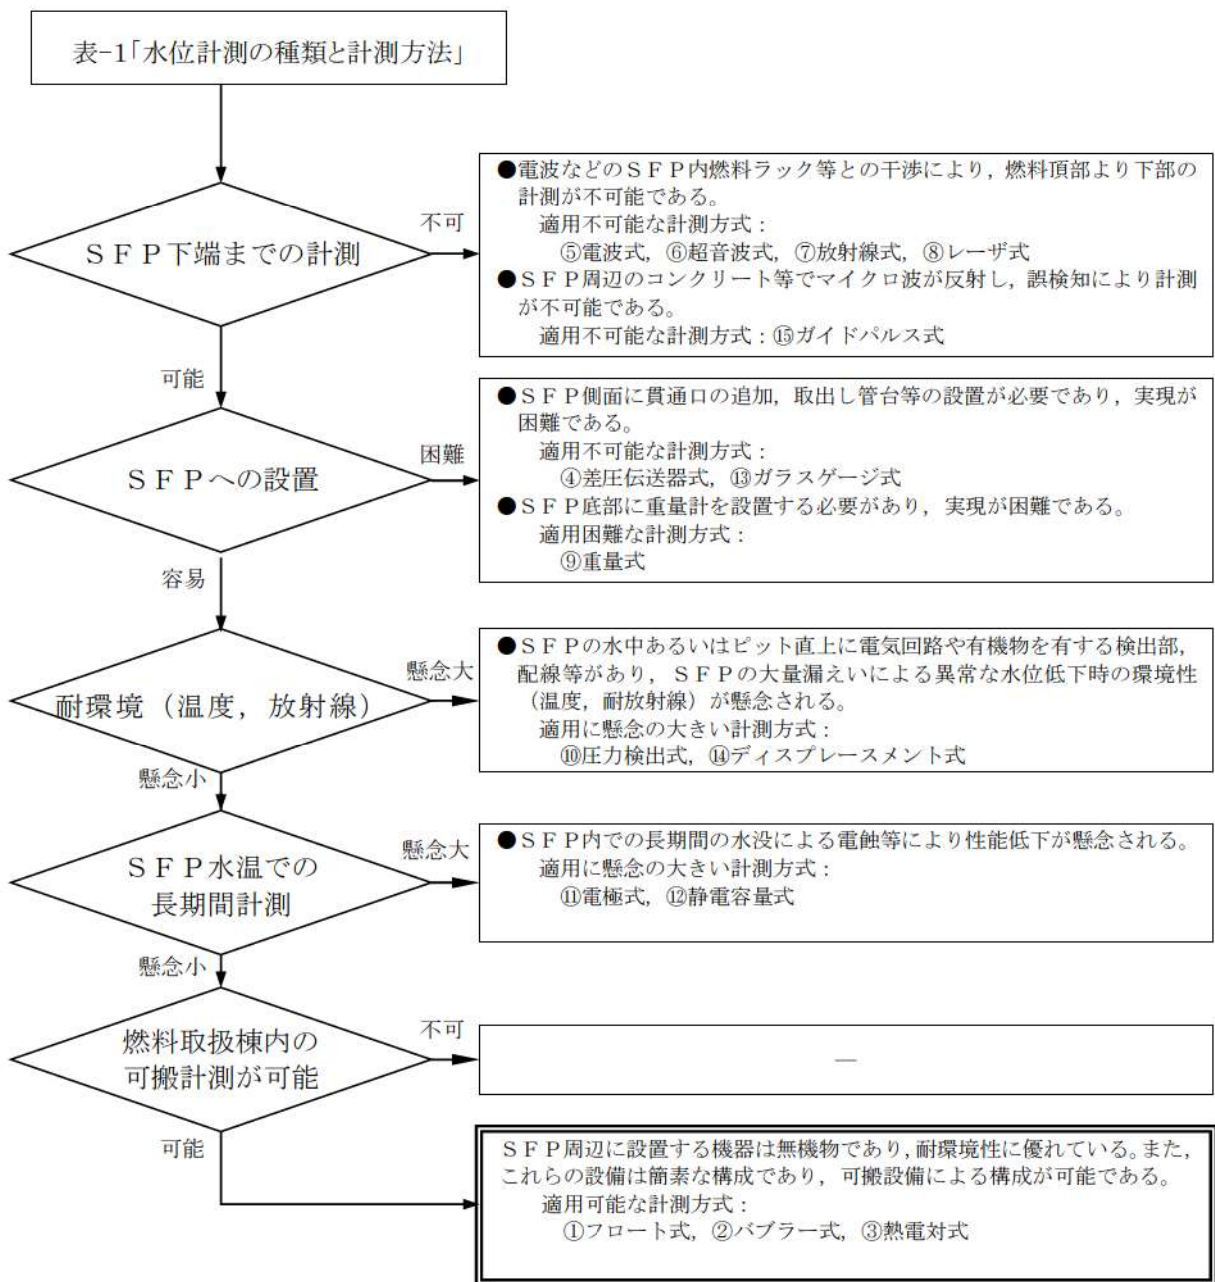 表-1「水位計測の種類と計測方法」
ＳＦＰ下端までの計測
不可
●電波などのＳＦＰ内燃料ラック等との干渉により，燃料頂部より下部の
計測が不可能である。
適用不可能な計測方式：
⑤電波式，⑥超音波式，⑦放射線式，⑧レーザ式
●ＳＦＰ周辺のコンクリート等でマイクロ波が反射し，誤検知により計測
が不可能である。
適用不可能な計測方式：⑮ガイドパルス式
可能
ＳＦＰへの設置
困難
●ＳＦＰ側面に貫通口の追加，取出し管台等の設置が必要であり，実現が
困難である。
適用不可能な計測方式：
④差圧伝送器式，⑬ガラスゲージ式
●ＳＦＰ底部に重量計を設置する必要があり，実現が困難である。
適用困難な計測方式：
⑨重量式
容易
耐環境（温度，放射線）
懸念大
●ＳＦＰの水中あるいはピット直上に電気回路や有機物を有する検出部，
配線等があり，ＳＦＰの大量漏えいによる異常な水位低下時の環境性
（温度，耐放射線）が懸念される。
適用に懸念の大きい計測方式：
⑩圧力検出式，⑭ディスプレースメント式
懸念小
ＳＦＰ水温での
長期間計測
懸念大
●ＳＦＰ内での長期間の水没による電蝕等により性能低下が懸念される。
適用に懸念の大きい計測方式：
⑪電極式，⑫静電容量式
懸念小
燃料取扱棟内の
可搬計測が可能
不可
―
可能
ＳＦＰ周辺に設置する機器は無機物であり，耐環境性に優れている。また，
これらの設備は簡素な構成であり，可搬設備による構成が可能である。
適用可能な計測方式：
①フロート式，②バブラー式，③熱電対式